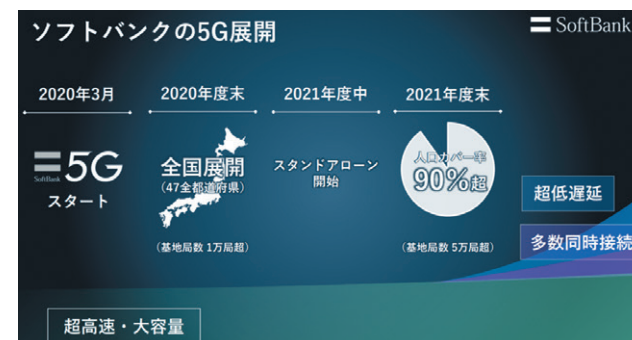 ソフトバンクの5G展開
SoftBank
2020年3月
2020年度末
2021年度中
2021年度末
5G
SoftBank
スタート
全国展開
(47全都道府県)
(基地局数 1万局超)
スタンドアローン
開始
人口カバー率
90%超
(基地局数 5万局超)
超低遅延
多数同時接続
超高速・大容量